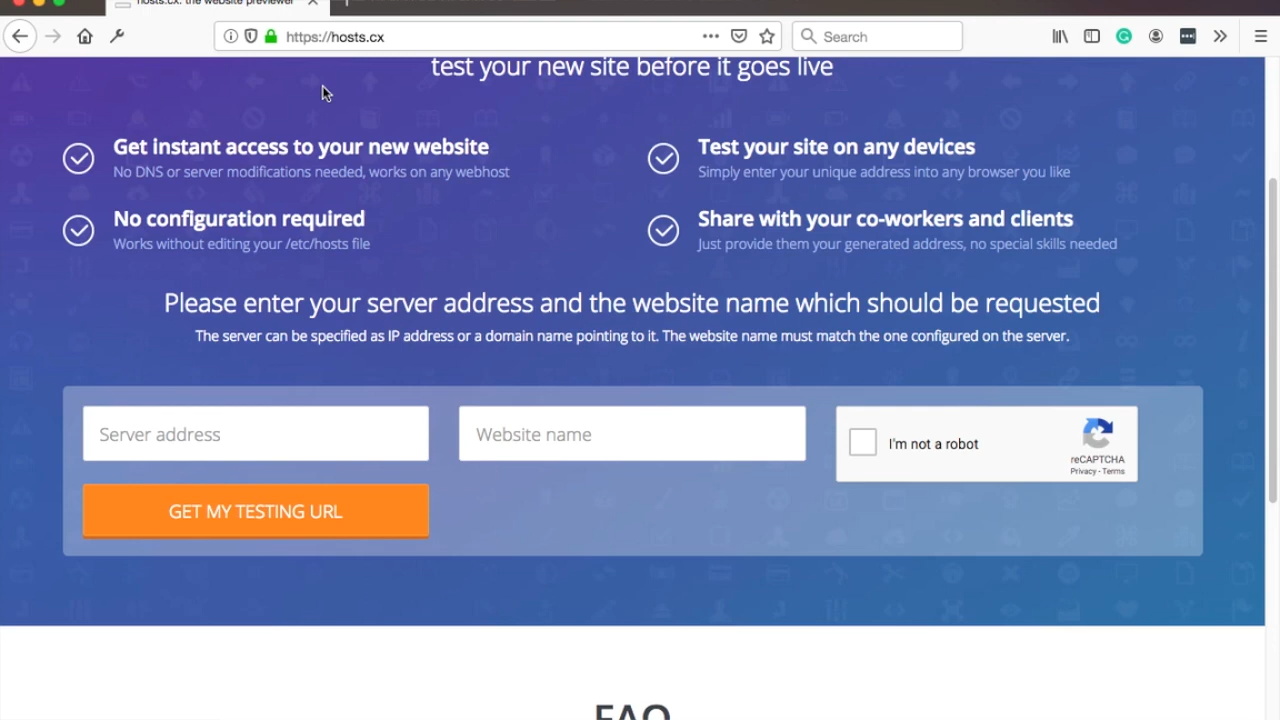 hosts.cx: the website previewer
https://hosts.cx
Search
test your new site before it goes live
Get instant access to your new website
No DNS or server modifications needed, works on any webhost
Test your site on any devices
Simply enter your unique address into any browser you like
No configuration required
Works without editing your /etc/hosts file
Share with your co-workers and clients
Just provide them your generated address, no special skills needed
Please enter your server address and the website name which should be requested
The server can be specified as IP address or a domain name pointing to it. The website name must match the one configured on the server.
Server address
Website name
I'm not a robot
reCAPTCHA
Privacy - Terms
GET MY TESTING URL
FAQ